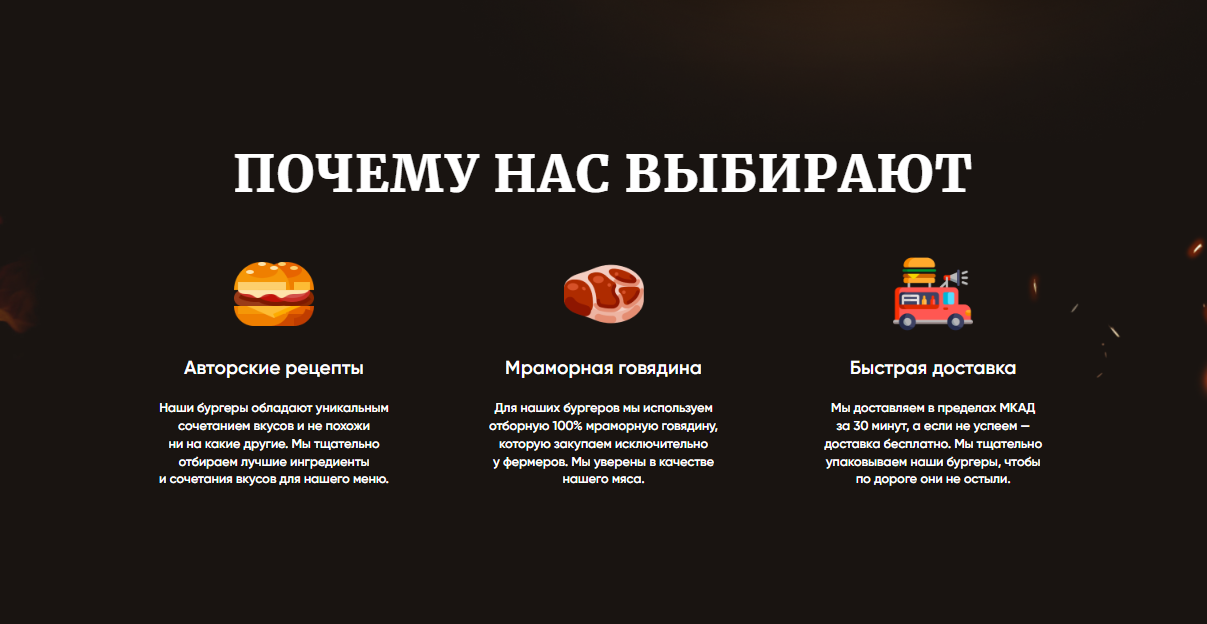 ПОЧЕМУ НАС ВЫБИРАЮТ
Авторские рецепты
Наши бургеры обладают уникальным
сочетанием вкусов и не похожи
ни на какие другие. Мы тщательно
отбираем лучшие ингредиенты
и сочетания вкусов для нашего меню.
Мраморная говядина
Для наших бургеров мы используем
отборную 100% мраморную говядину,
которую закупаем исключительно
у фермеров. Мы уверены в качестве
нашего мяса.
Быстрая доставка
Мы доставляем в пределах МКАД
за 30 минут, а если не успеем —
доставка бесплатно. Мы тщательно
упаковываем наши бургеры, чтобы
по дороге они не остыли.